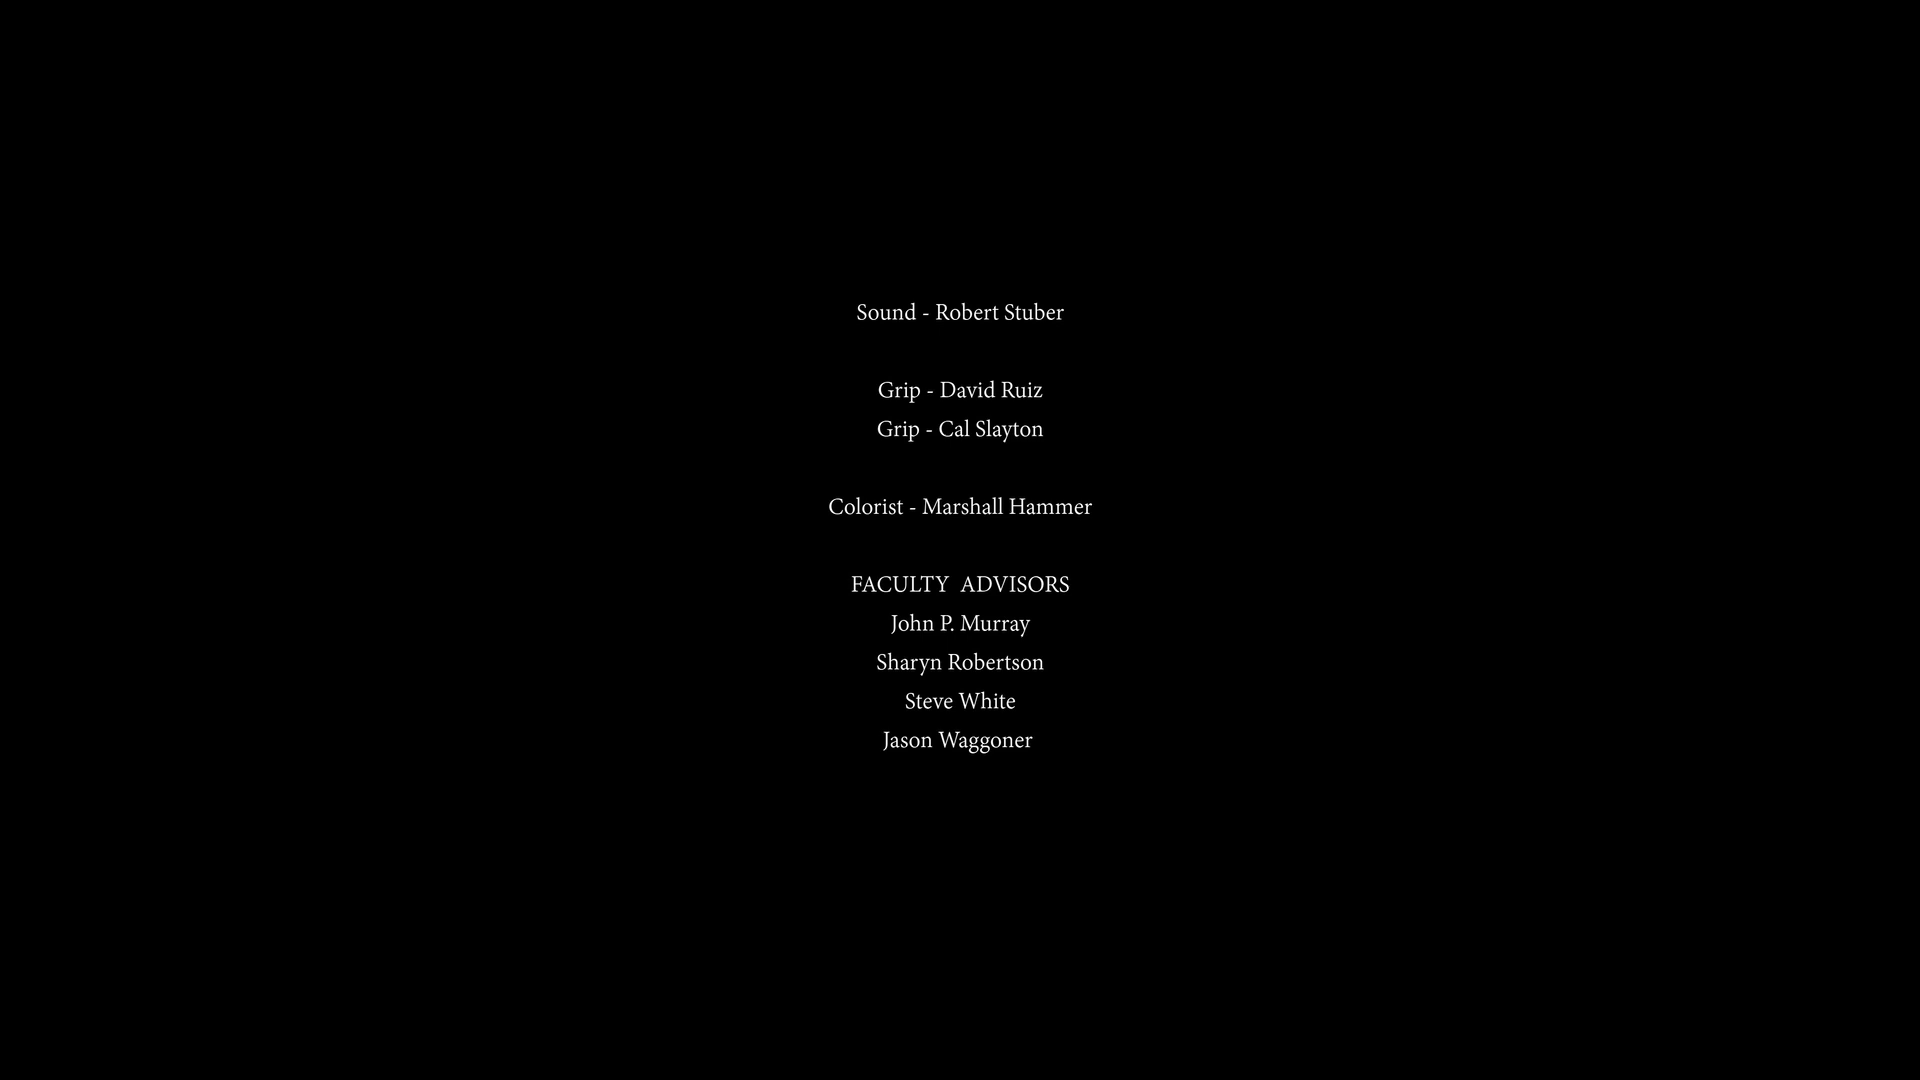 Sound - Robert Stuber
Grip - David Ruiz
Grip - Cal Slayton
Colorist - Marshall Hammer
FACULTY  ADVISORS
John P. Murray
Sharyn Robertson
Steve White
Jason Waggoner